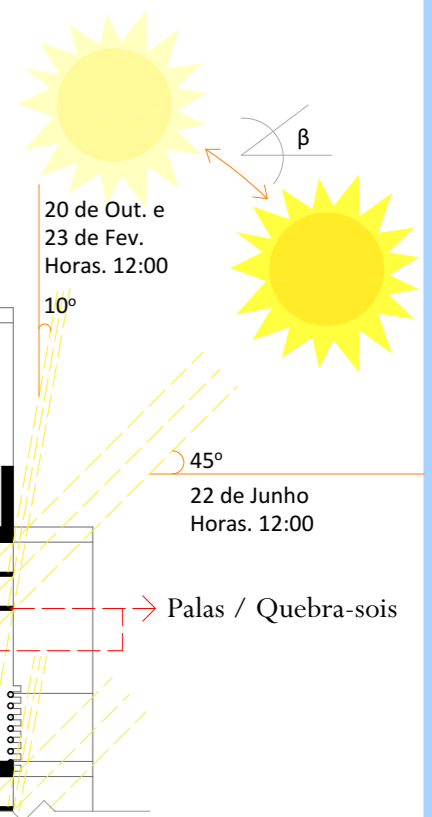 β
20 de Out. e
23 de Fev.
Horas. 12:00
10º
45º
22 de Junho
Horas. 12:00
Palas / Quebra-sois